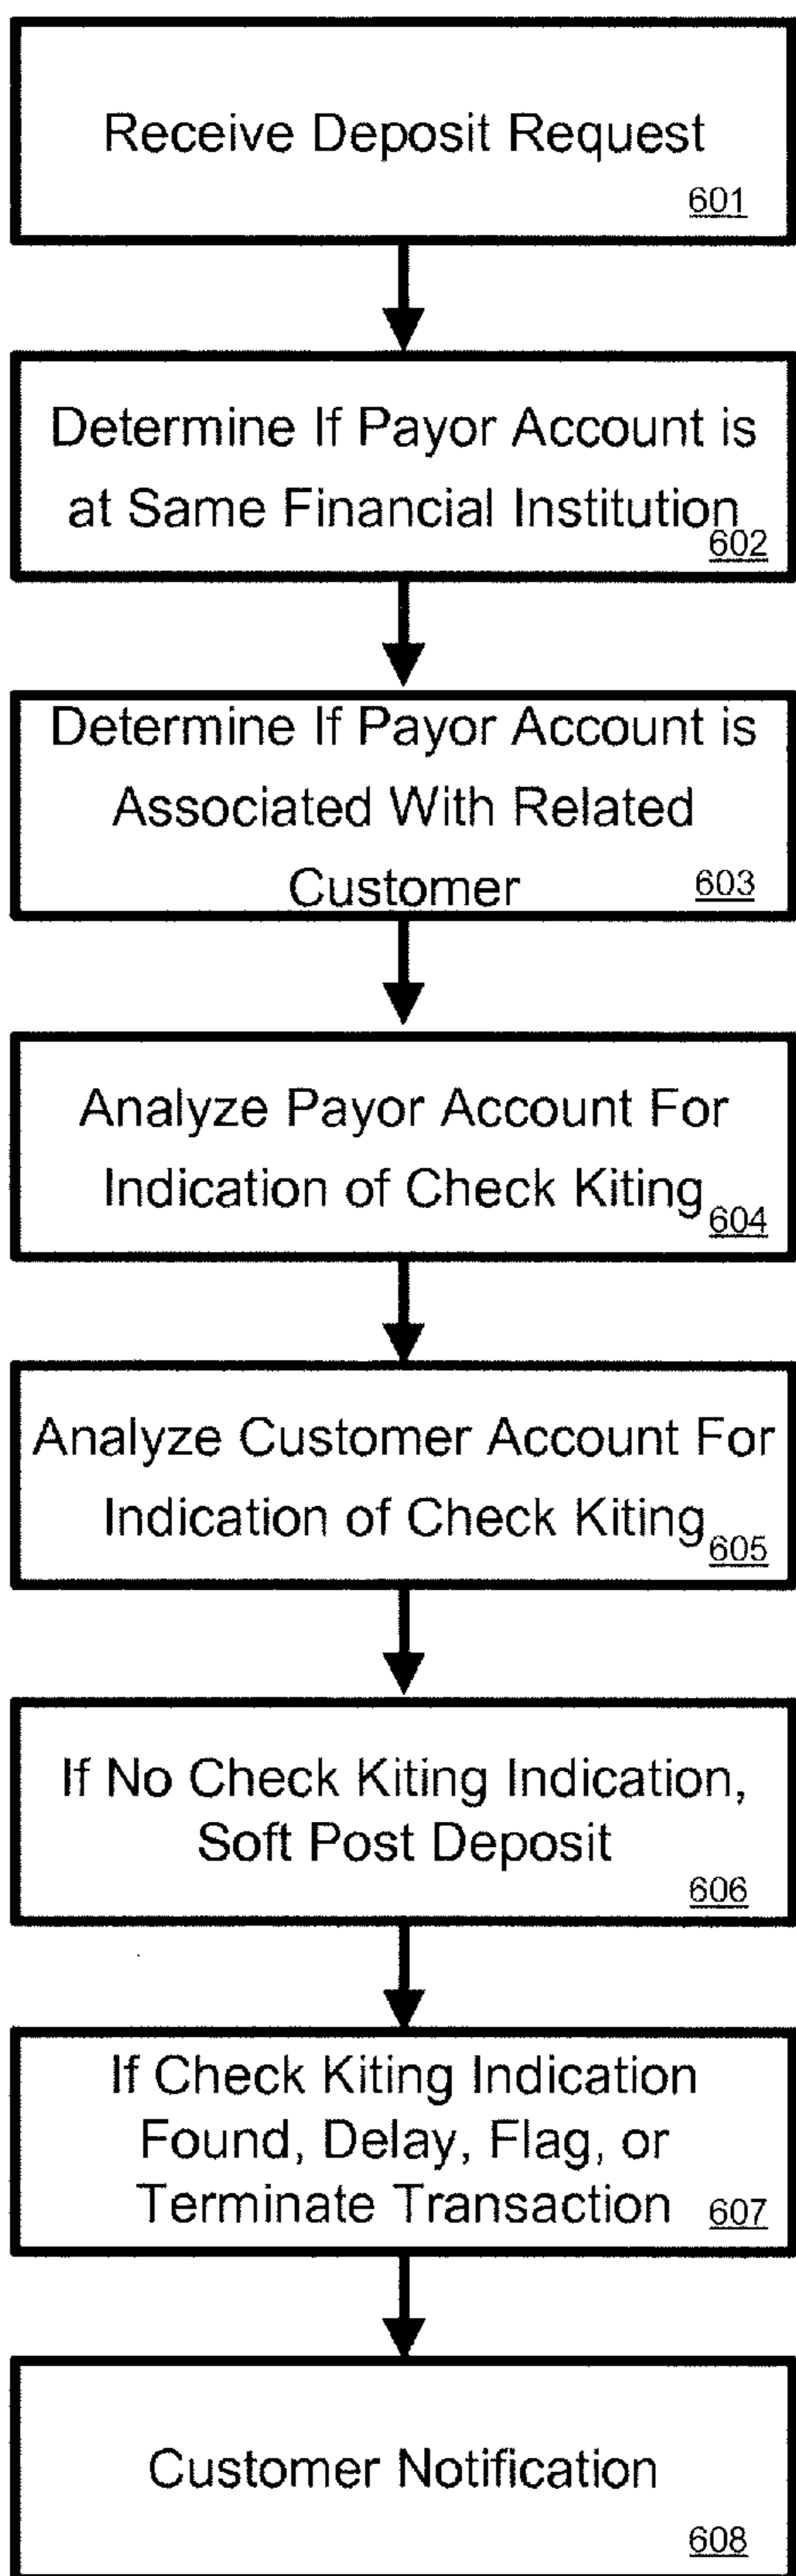 Receive Deposit Request
601
Determine If Payor Account is
at Same Financial Institution
602
Determine If Payor Account is
Associated With Related
Customer 603
Analyze Payor Account For
Indication of Check Kiting
604
Analyze Customer Account For
Indication of Check Kiting
605
If No Check Kiting Indication,
Soft Post Deposit
606
If Check Kiting Indication
Found, Delay, Flag, or
Terminate Transaction 607
Customer Notification
608